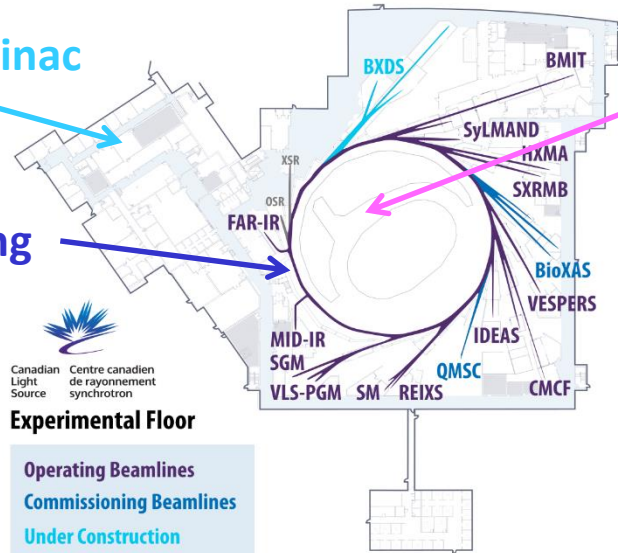 inac
BXDS
BMIT
SyLMAND
HXMA
XSR
SXRMB
OSR
FAR-IR
ng
BioXAS
VESPERS
IDEAS
MID-IR
SGM
QMSC
CMCF
VLS-PGM
SM
REIXS
Canadian Light Source
Centre canadien de rayonnement synchrotron
Experimental Floor
Operating Beamlines
Commissioning Beamlines
Under Construction